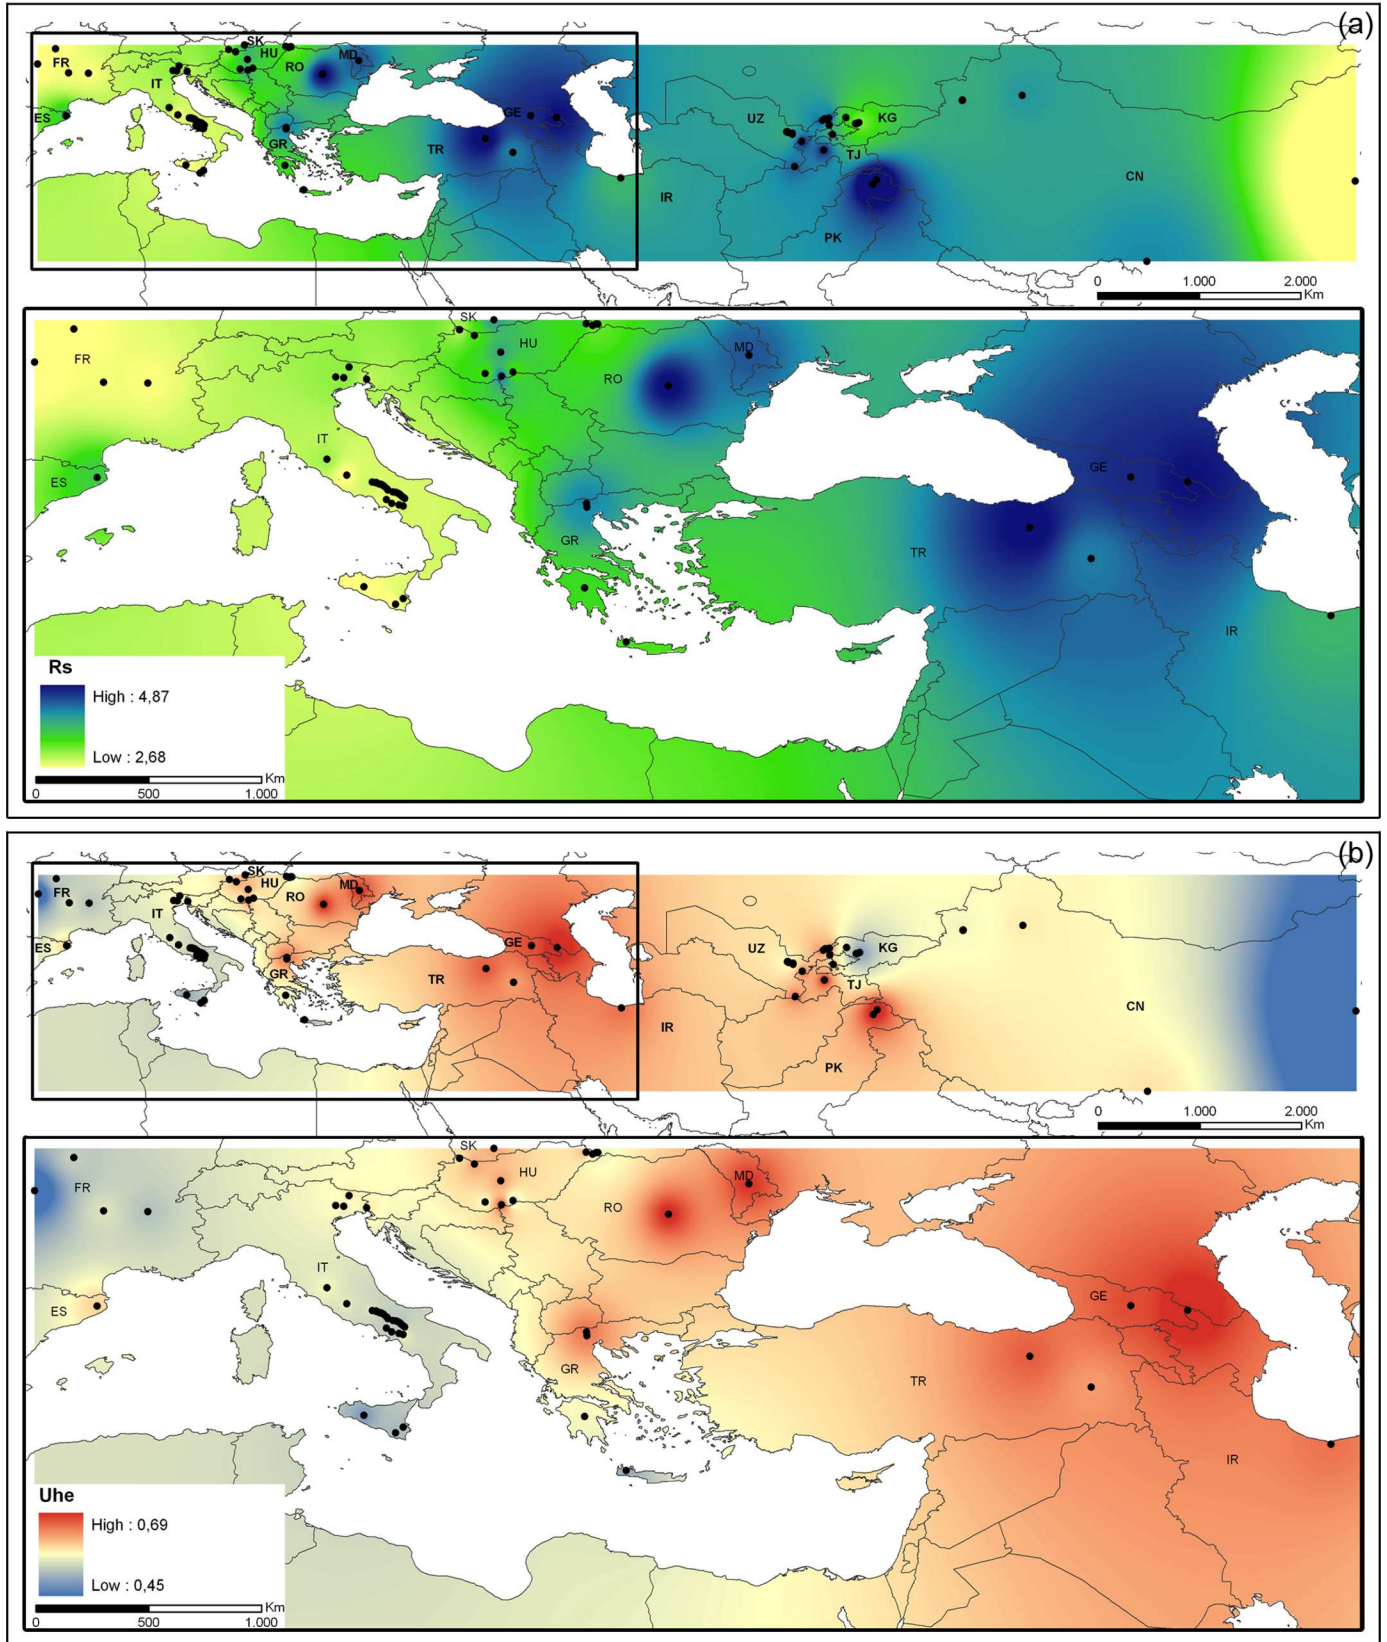 (a)
SK
FR
HU
MD
RO
IT
UZ
KG
GE
ES
GR
TR
TJ
IR
CN
PK
0 1.000 2.000
Km
SK
FR
HU
MD
RO
IT
GE
ES
GR
TR
IR
Rs
High : 4,87
Low : 2,68
Km
0 500 1.000
(b)
SK
FR
HU
MD
RO
IT
GE
ES
UZ
KG
GR
TR
TJ
IR
CN
PK
0 1.000 2.000
Km
SK
FR
HU
MD
RO
IT
GE
ES
GR
TR
IR
Uhe
High : 0,69
Low : 0,45
Km
0 500 1.000